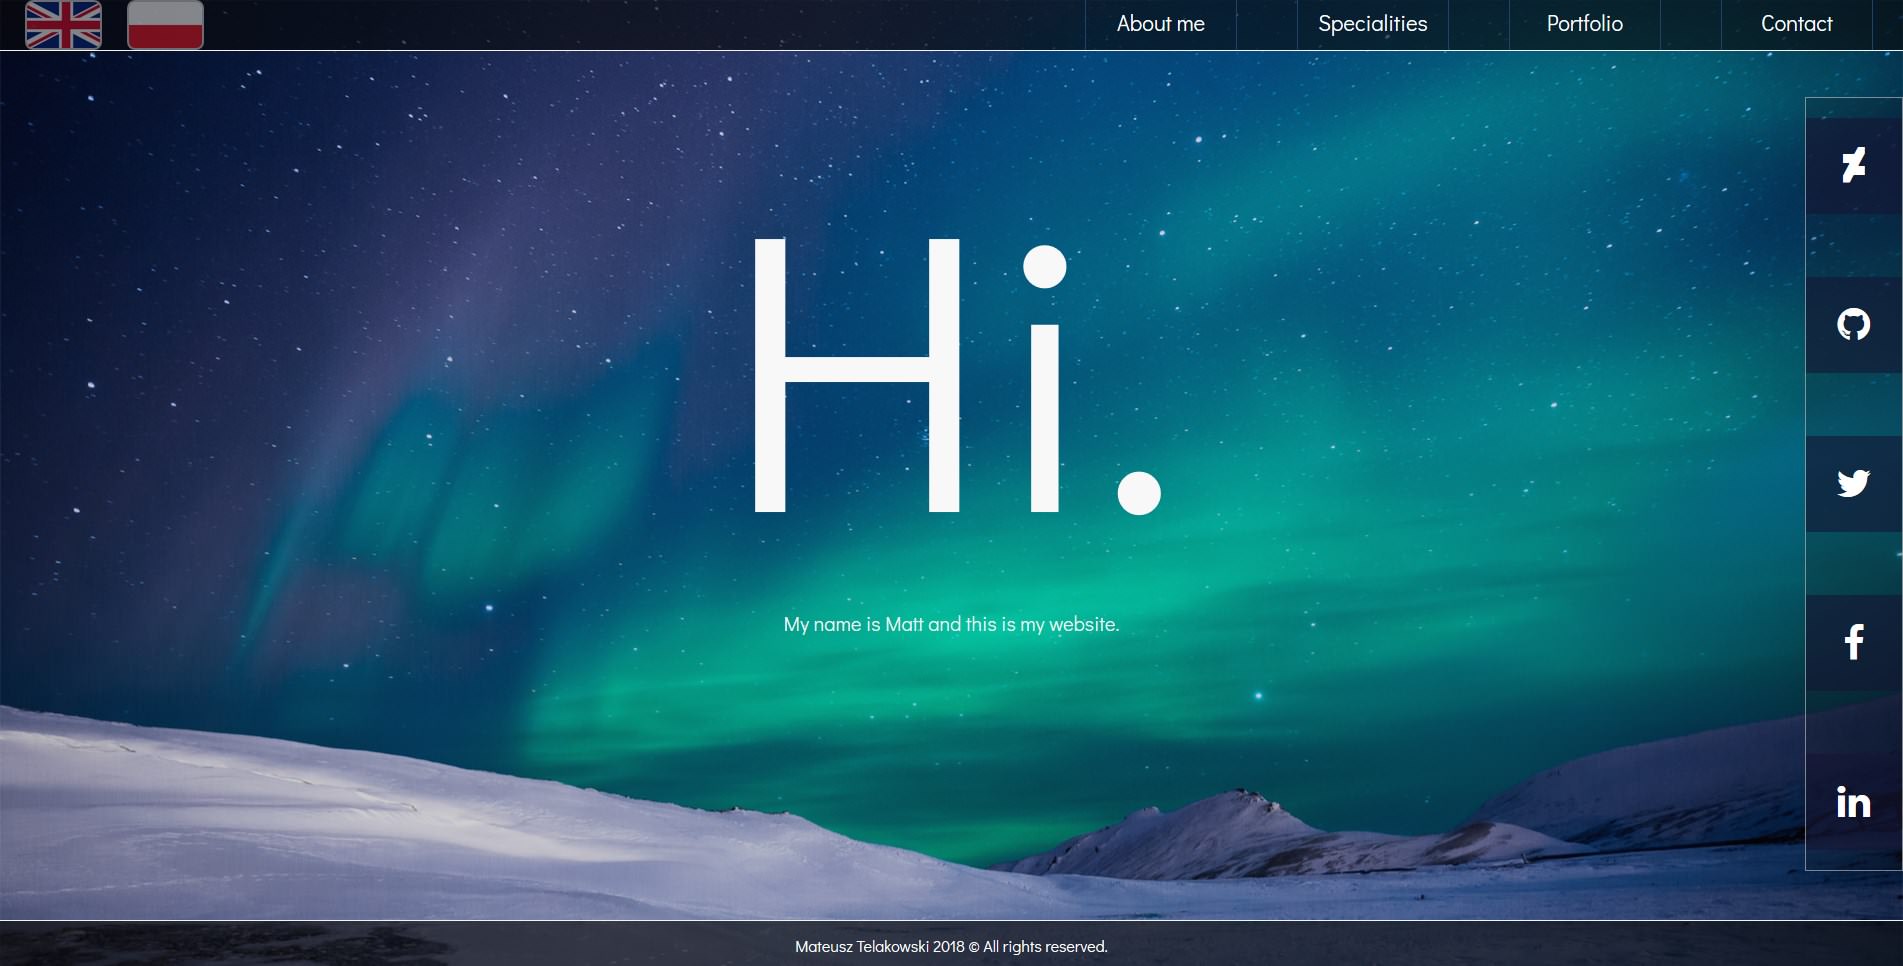 About me
Specialities
Portfolio
Contact
Hi.
My name is Matt and this is my website.
in
Mateusz Telakowski 2018 © All rights reserved.